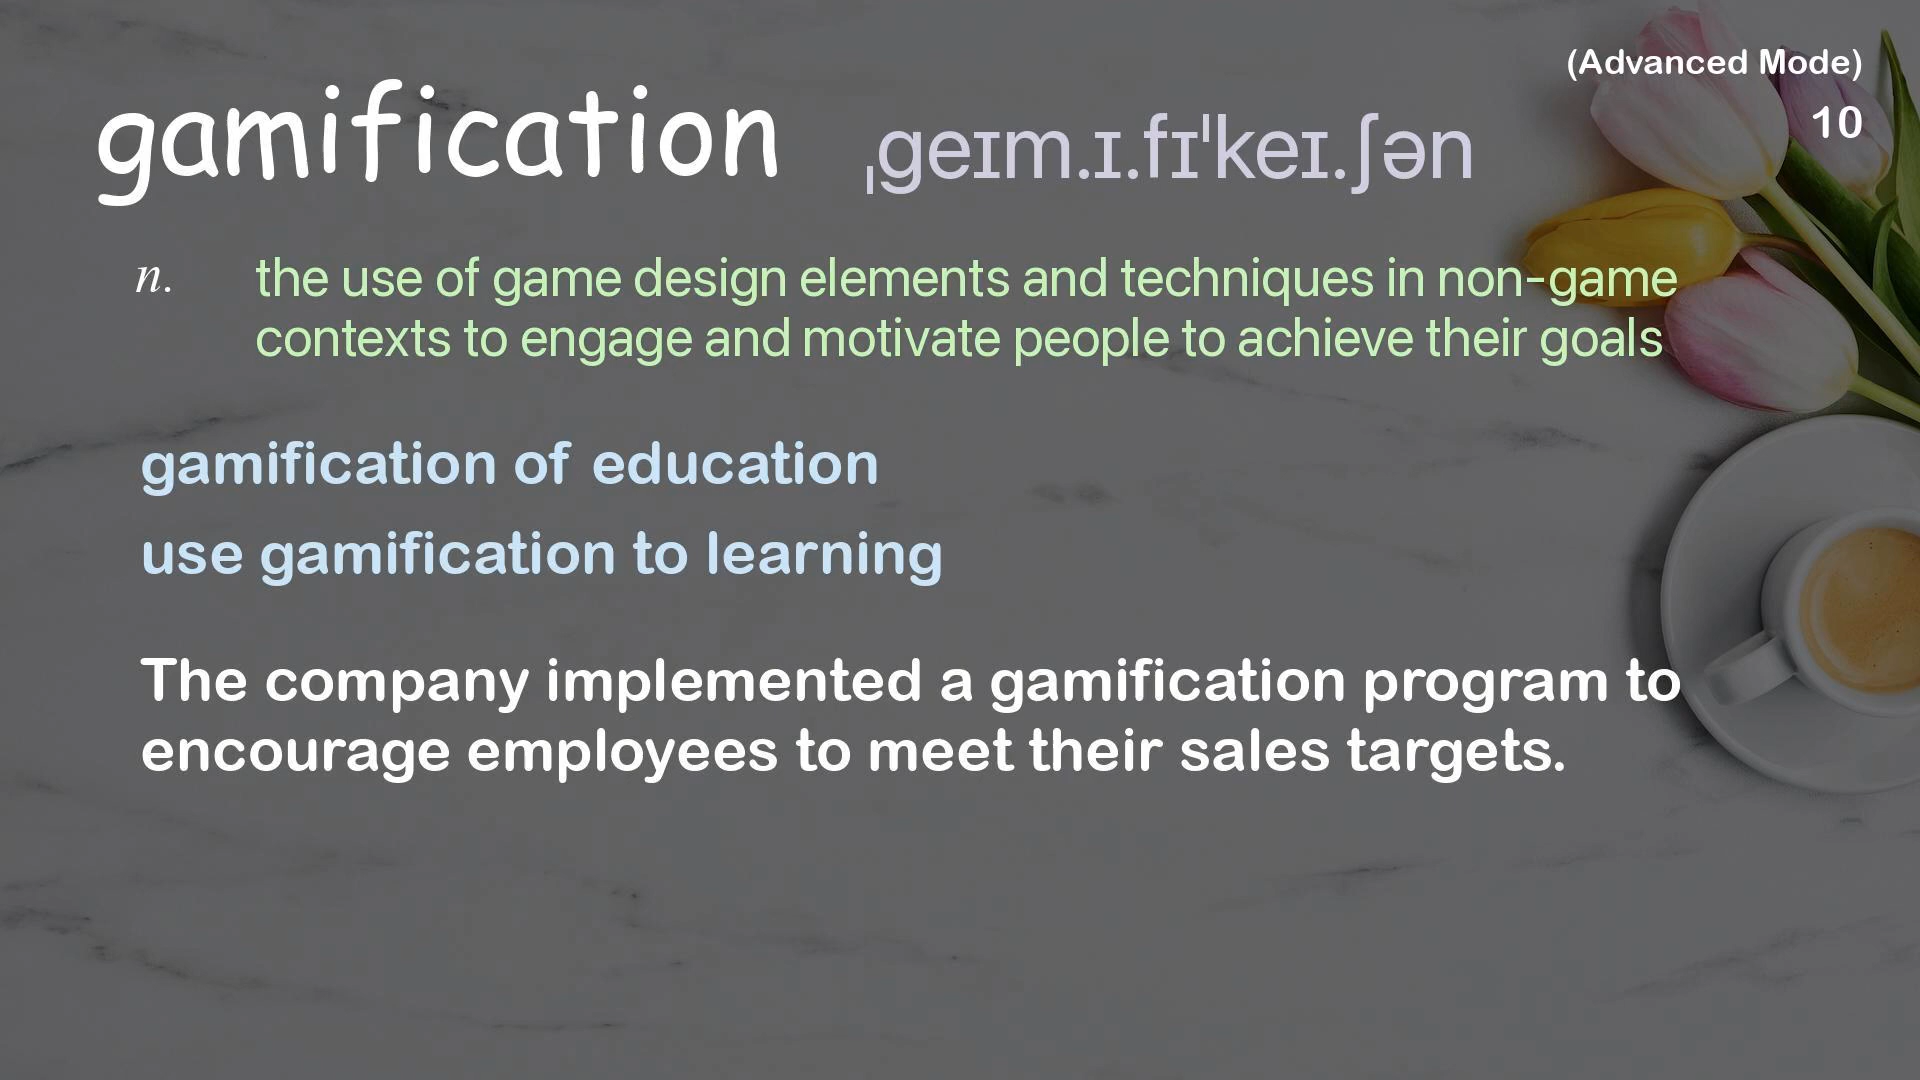 (Advanced Mode)
gamification ˌɡeɪm.ɪ.fɪˈkeɪ.ʃən
10
n. the use of game design elements and techniques in non-game
contexts to engage and motivate people to achieve their goals
gamification of education
use gamification to learning
The company implemented a gamification program to
encourage employees to meet their sales targets.